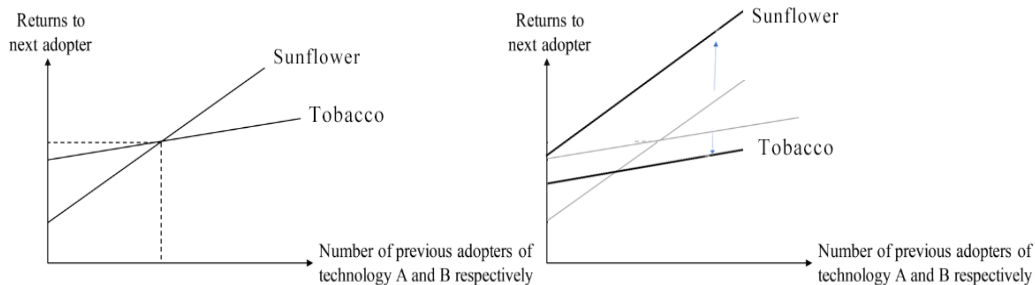 Returns to
next adopter
Sunflower
Tobacco
Number of previous adopters of
technology A and B respectively
Returns to
next adopter
Sunflower
Tobacco
Number of previous adopters of
technology A and B respectively